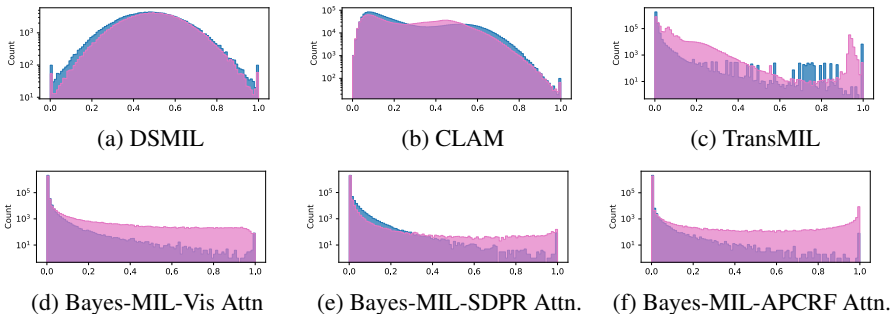 Count
10³
10²
10¹
0.0 0.2 0.4 0.6 0.8 1.0
(a) DSMIL
Count
10⁵
10⁴
10³
10²
0.0 0.2 0.4 0.6 0.8 1.0
(b) CLAM
Count
10⁵
10³
10¹
0.0 0.2 0.4 0.6 0.8 1.0
(c) TransMIL
Count
10⁵
10³
10¹
0.0 0.2 0.4 0.6 0.8 1.0
(d) Bayes-MIL-Vis Attn
Count
10⁵
10³
10¹
0.0 0.2 0.4 0.6 0.8 1.0
(e) Bayes-MIL-SDPR Attn.
Count
10⁵
10³
10¹
0.0 0.2 0.4 0.6 0.8 1.0
(f) Bayes-MIL-APCRF Attn.